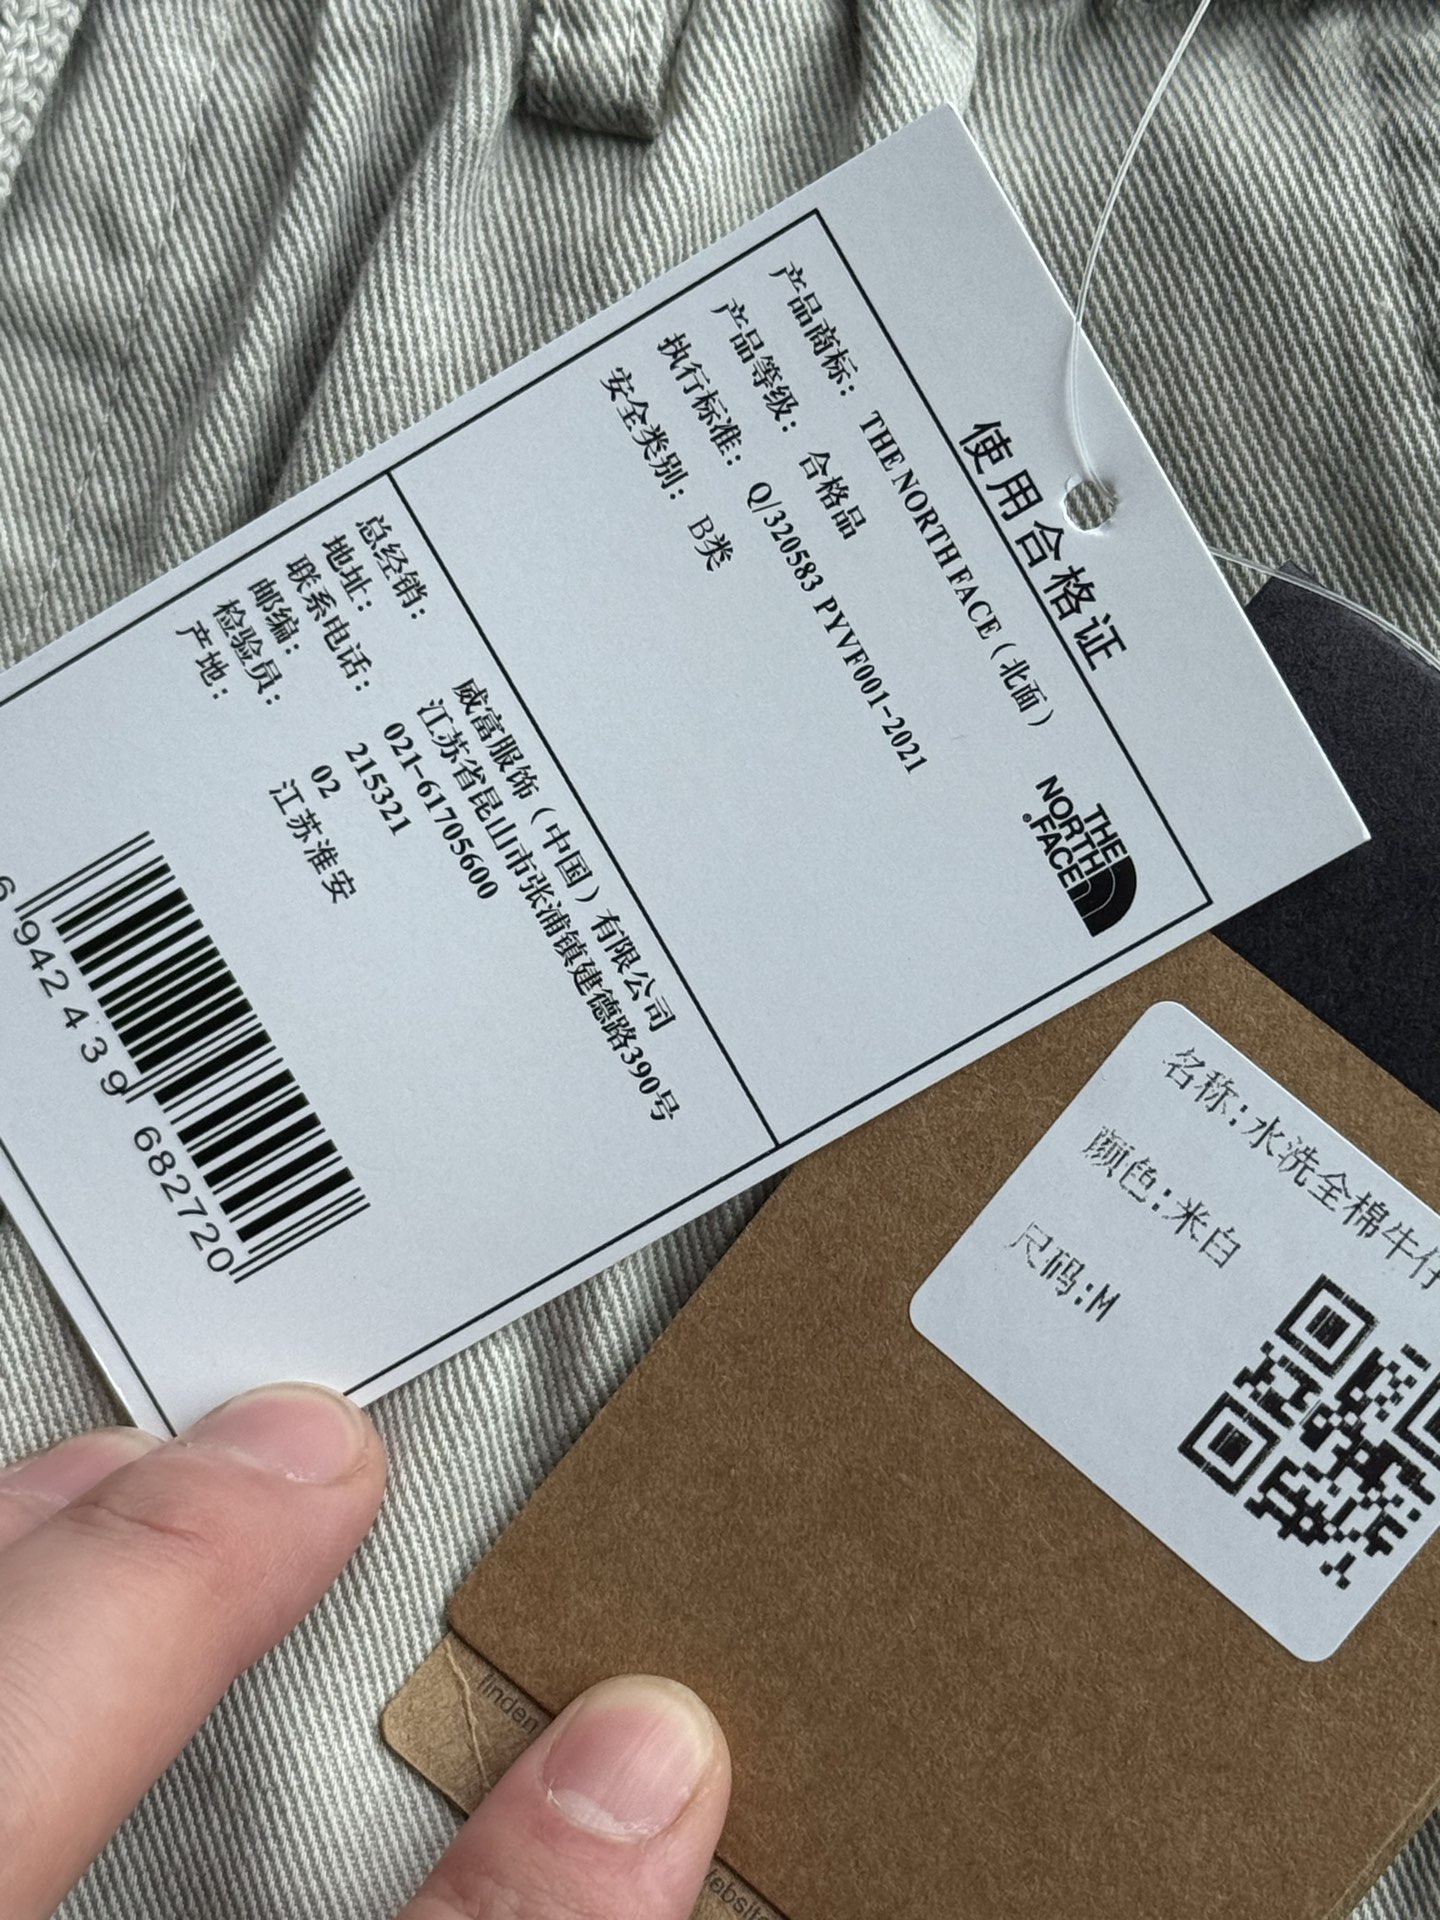 使用合格证
产品商标： THE NORTH FACE（北面）
产品等级： 合格品
执行标准： Q/320583 PYVF001-2021
安全类别： B类
THE
NORTH
FACE
总经销： 威富服饰（中国）有限公司
地址： 江苏省昆山市张浦镇建德路390号
联系电话： 021-61705600
邮编： 215321
检验员： 02
产地： 江苏淮安
6 942439 682720
名称:水洗全棉牛仔
颜色:米白
尺码:M
linden
website